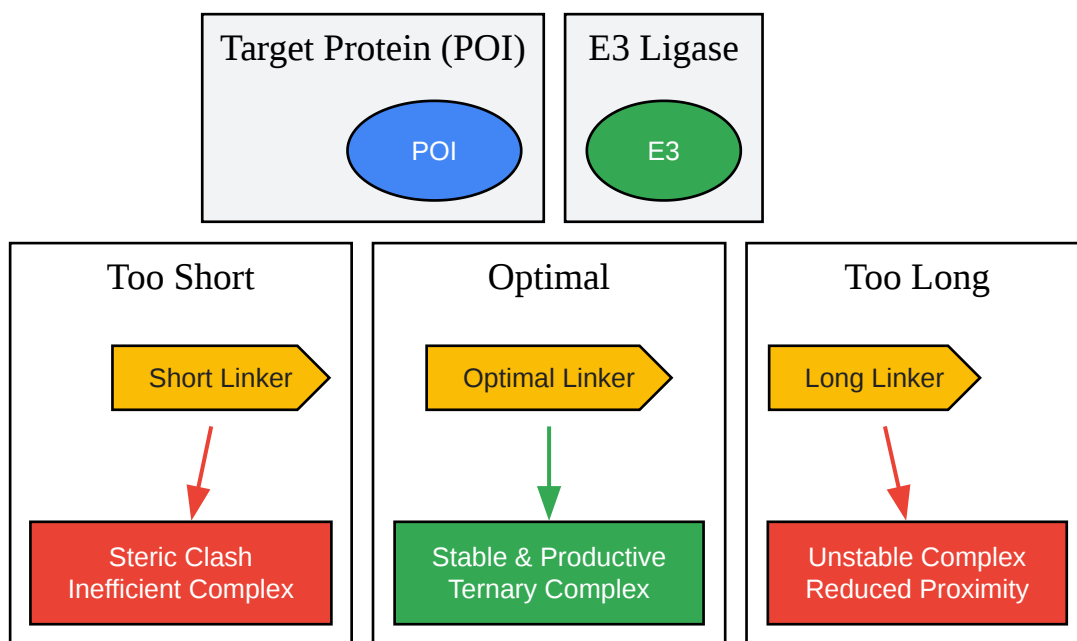 Target Protein (POI)
E3 Ligase
POI
E3
Too Short
Optimal
Too Long
Short Linker
Optimal Linker
Long Linker
Steric Clash
Inefficient Complex
Stable & Productive
Ternary Complex
Unstable Complex
Reduced Proximity